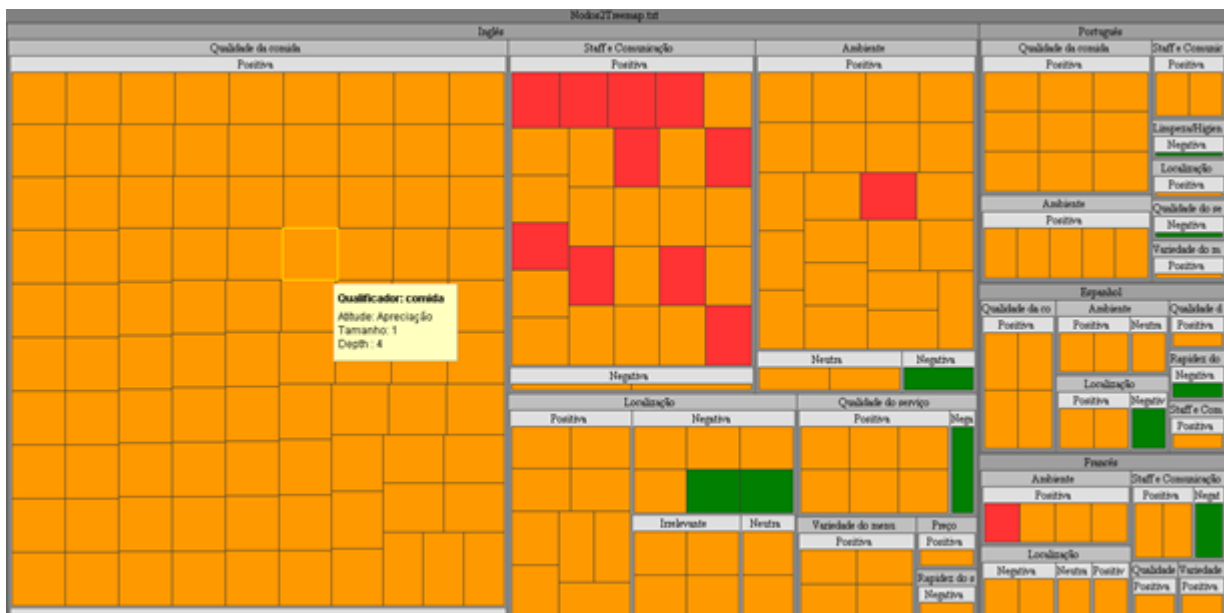 Nodos2Treemap.txt
Inglês
Qualidade da comida
Positiva
Qualificador: comida
Atitude: Apreciação
Tamanho: 1
Depth : 4
Staff e Comunicação
Positiva
Negativa
Ambiente
Positiva
Neutra
Negativa
Localização
Positiva
Negativa
Irrelevante
Neutra
Qualidade do serviço
Positiva
Nega
Variedade do menu
Positiva
Preço
Positiva
Rapidez do s
Negativa
Português
Qualidade da comida
Positiva
Ambiente
Positiva
Staff e Comunic
Positiva
Limpeza/Higien
Negativa
Localização
Positiva
Qualidade do se
Negativa
Variedade do m
Positiva
Espanhol
Qualidade da co
Positiva
Ambiente
Positiva
Neutra
Localização
Positiva
Negativ
Qualidade d
Positiva
Rapidez do
Negativa
Staff e Com
Positiva
Francês
Ambiente
Positiva
Staff e Comunicação
Positiva
Negat
Localização
Negativa
Neutra
Positiv
Qualidade
Positiva
Variedade
Positiva